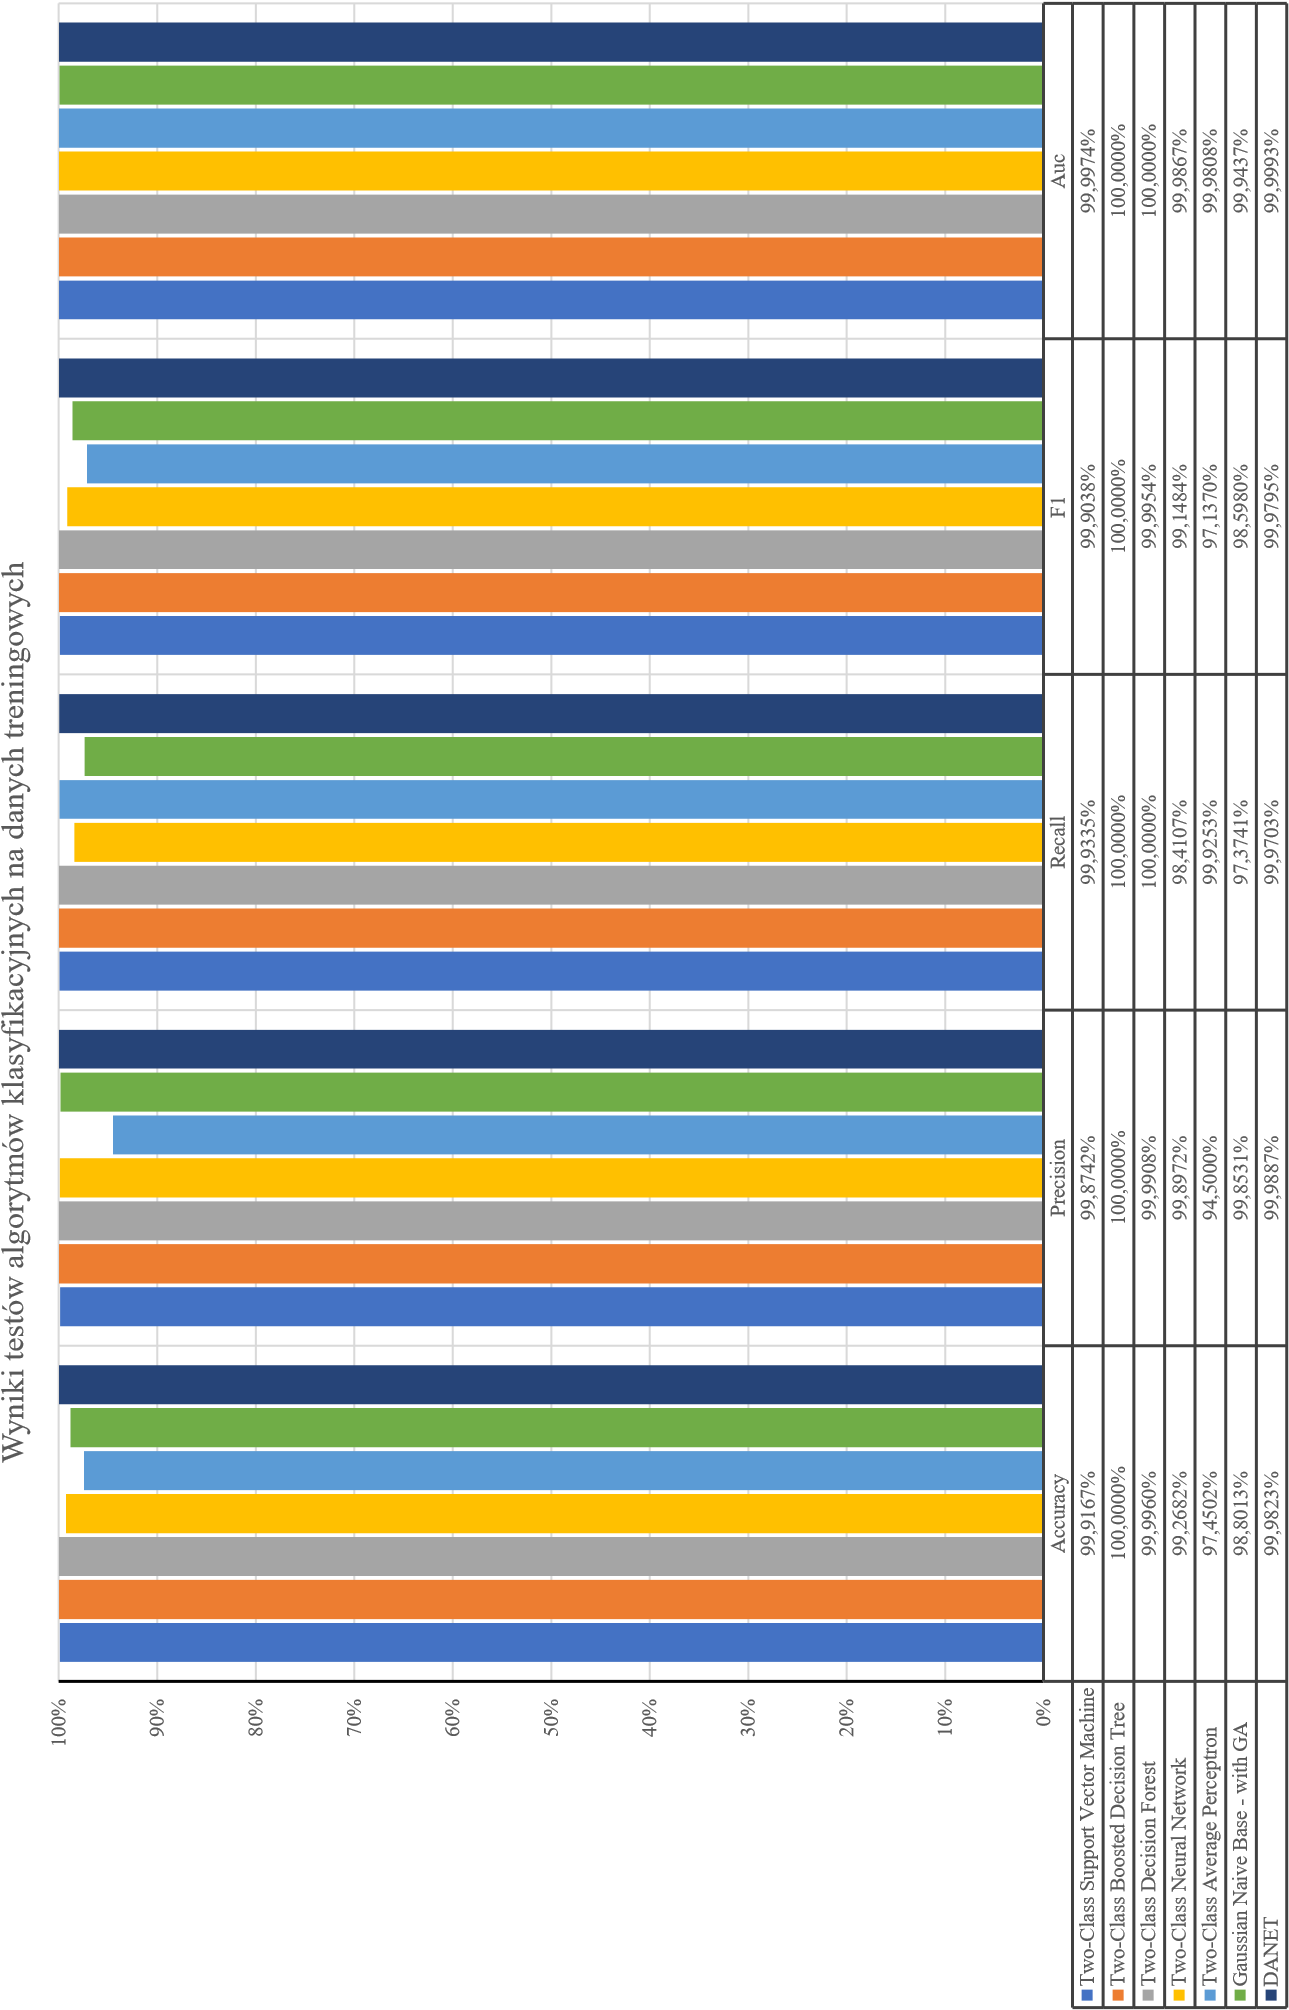 Wyniki testów algorytmów klasyfikacyjnych na danych treningowych
100%
90%
80%
70%
60%
50%
40%
30%
20%
10%
0%
Accuracy Precision Recall F1 Auc
Two-Class Support Vector Machine 99,9167% 99,8742% 99,9335% 99,9038% 99,9974%
Two-Class Boosted Decision Tree 100,0000% 100,0000% 100,0000% 100,0000% 100,0000%
Two-Class Decision Forest 99,9960% 99,9908% 100,0000% 99,9954% 100,0000%
Two-Class Neural Network 99,2682% 99,8972% 98,4107% 99,1484% 99,9867%
Two-Class Average Perceptron 97,4502% 94,5000% 99,9253% 97,1370% 99,9808%
Gaussian Naive Base - with GA 98,8013% 99,8531% 97,3741% 98,5980% 99,9437%
DANET 99,9823% 99,9887% 99,9703% 99,9795% 99,9993%